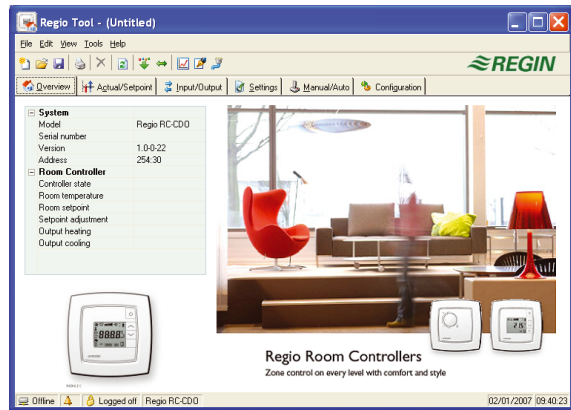 Regio Tool - (Untitled)
File Edit View Tools Help
REGIN
Overview Actual/Setpoint Input/Output Settings Manual/Auto Configuration
System
Model Regio RC-CDO
Serial number
Version 1.0-0-22
Address 254:30
Room Controller
Controller state
Room temperature
Room setpoint
Setpoint adjustment
Output heating
Output cooling
Regio Room Controllers
Zone control on every level with comfort and style
Offline Logged off Regio RC-CDO 02/01/2007 09:40:23